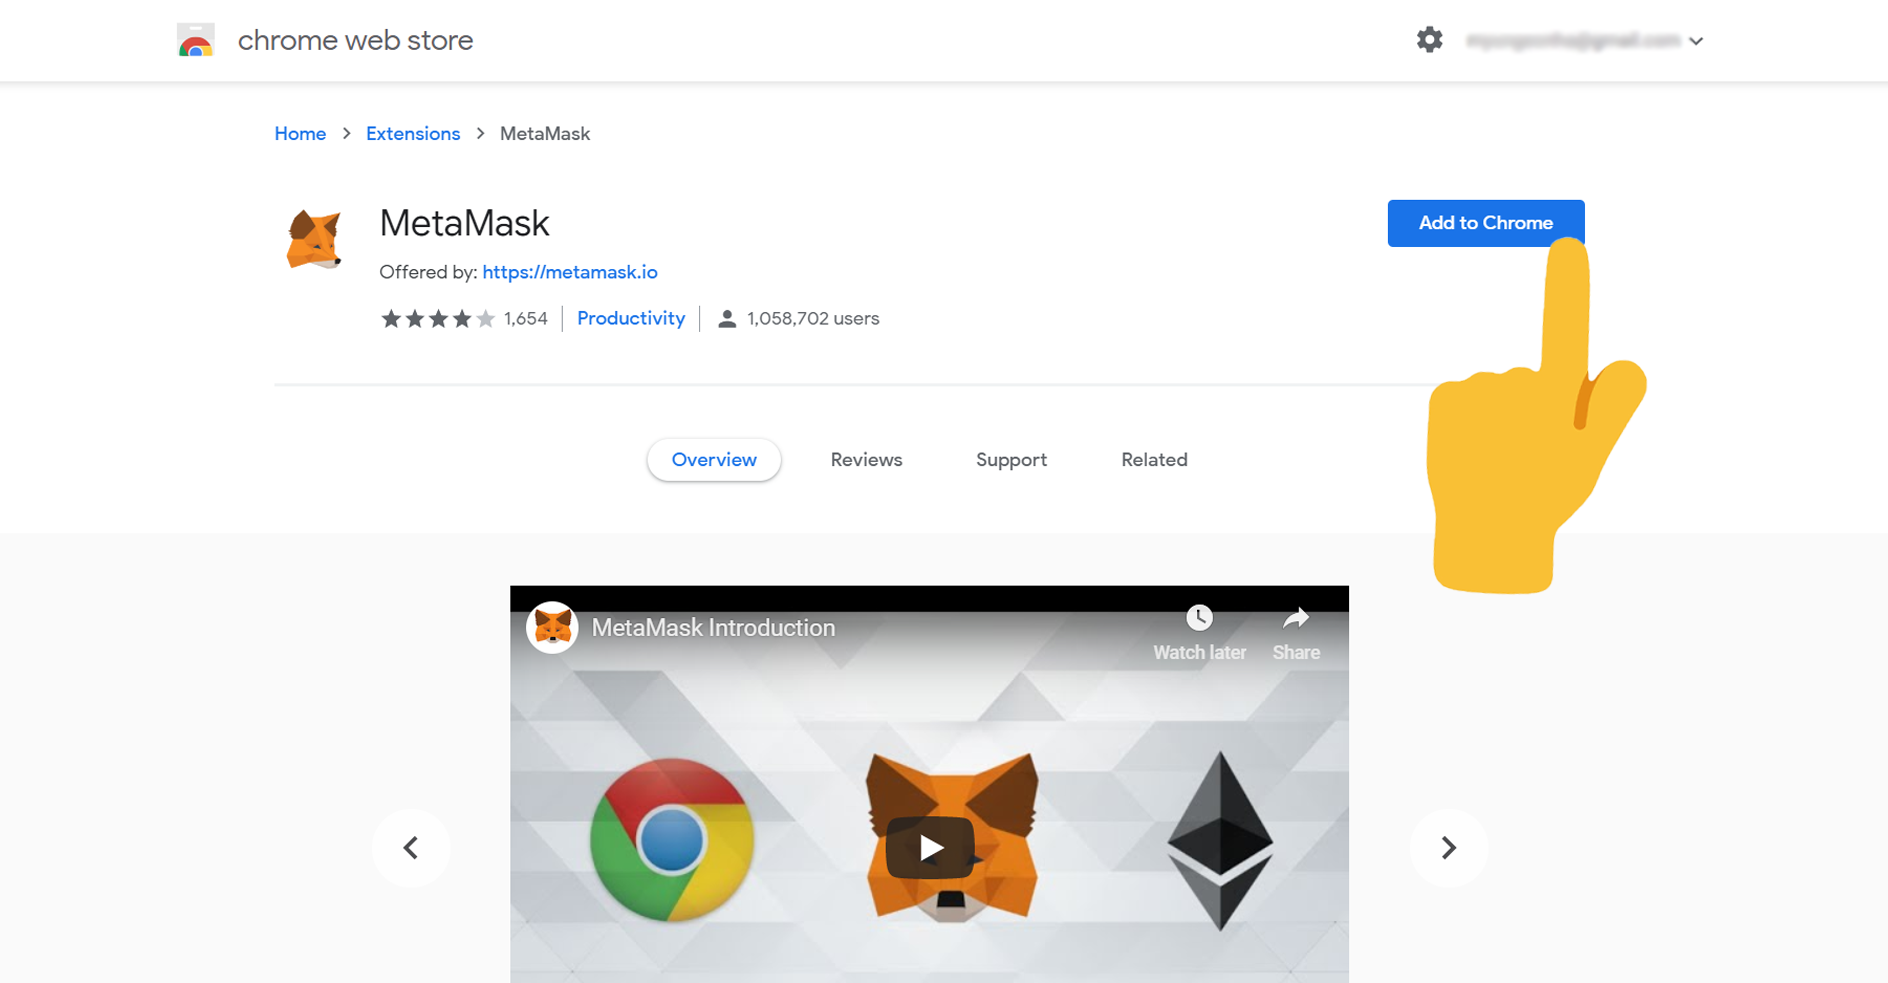 chrome web store
Home > Extensions > MetaMask
MetaMask
Add to Chrome
Offered by: https://metamask.io
1,654 Productivity 1,058,702 users
Overview Reviews Support Related
MetaMask Introduction
Watch later Share